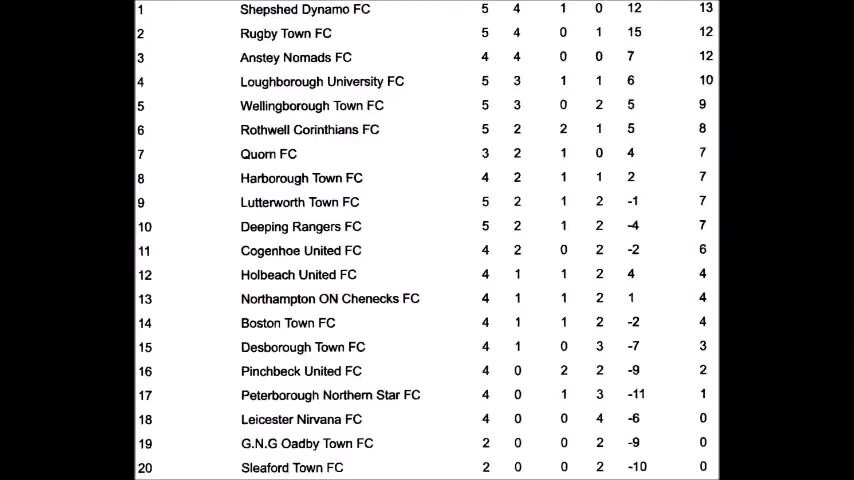 1 Shepshed Dynamo FC 5 4 1 0 12 13
2 Rugby Town FC 5 4 0 1 15 12
3 Anstey Nomads FC 4 4 0 0 7 12
4 Loughborough University FC 5 3 1 1 6 10
5 Wellingborough Town FC 5 3 0 2 5 9
6 Rothwell Corinthians FC 5 2 2 1 5 8
7 Quorn FC 3 2 1 0 4 7
8 Harborough Town FC 4 2 1 1 2 7
9 Lutterworth Town FC 5 2 1 2 -1 7
10 Deeping Rangers FC 5 2 1 2 -4 7
11 Cogenhoe United FC 4 2 0 2 -2 6
12 Holbeach United FC 4 1 1 2 4 4
13 Northampton ON Chenecks FC 4 1 1 2 1 4
14 Boston Town FC 4 1 1 2 -2 4
15 Desborough Town FC 4 1 0 3 -7 3
16 Pinchbeck United FC 4 0 2 2 -9 2
17 Peterborough Northern Star FC 4 0 1 3 -11 1
18 Leicester Nirvana FC 4 0 0 4 -6 0
19 G.N.G Oadby Town FC 2 0 0 2 -9 0
20 Sleaford Town FC 2 0 0 2 -10 0